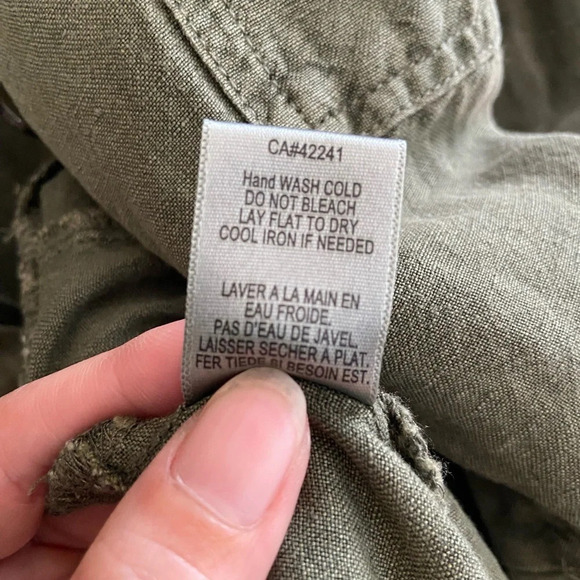 CA#42241
Hand WASH COLD
DO NOT BLEACH
LAY FLAT TO DRY
COOL IRON IF NEEDED
LAVER A LA MAIN EN
EAU FROIDE.
PAS D'EAU DE JAVEL.
LAISSER SECHER A PLAT.
FER TIEDE SI BESOIN EST.